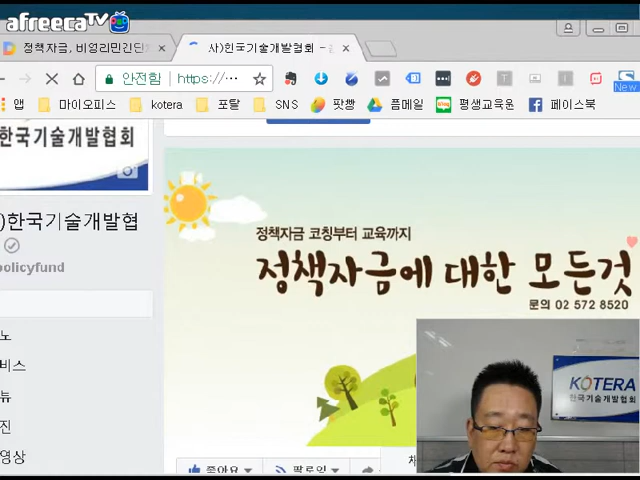 afreecaTV
정책자금, 비영리민간단
사)한국기술개발협회 -
안전함 https://...
New
앱 마이오피스 kotera 포탈 SNS 팟빵 플메일 평생교육원 페이스북
한국기술개발협회
)한국기술개발협
policyfund
정책자금 코칭부터 교육까지
정책자금에 대한 모든것
문의 02 572 8520
노
비스
뉴
진
영상
KOTERA
한국기술개발협회
좋아요 팔로잉